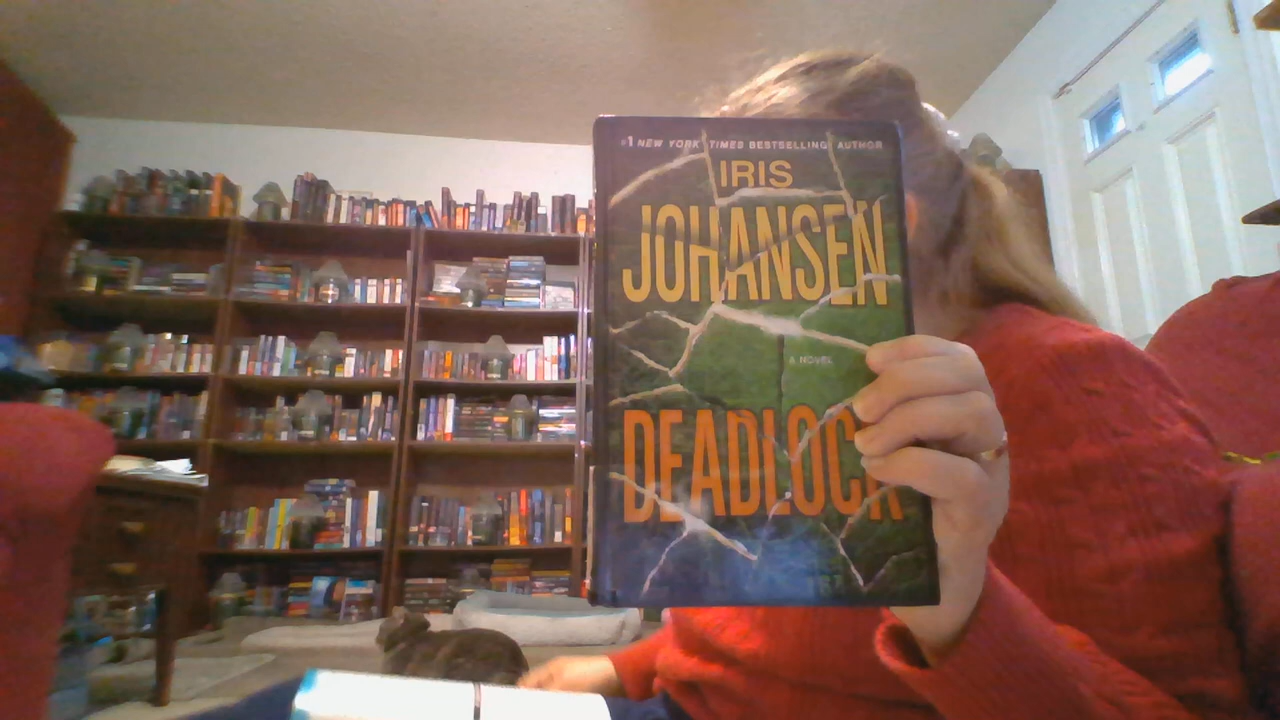 #1 NEW YORK TIMES BESTSELLING AUTHOR
IRIS
JOHANSEN
A NOVEL
DEADLOCK